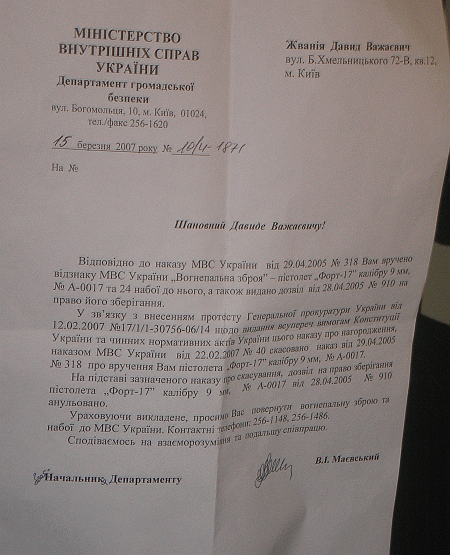 МІНІСТЕРСТВО
ВНУТРІШНІХ СПРАВ
УКРАЇНИ
Департамент громадської
безпеки
вул. Богомольця, 10, м. Київ, 01024,
тел./факс 256-1620
15 березня 2007 року № 10/4-1871
На №
Жванія Давид Важаєвич
вул. Б.Хмельницького 72-В, кв.12,
м. Київ
Шановний Давиде Важаєвичу!
Відповідно до наказу МВС України від 29.04.2005 № 318 Вам вручено
відзнаку МВС України „Вогнепальна зброя” – пістолет „Форт-17” калібру 9 мм,
№ А-0017 та 24 набої до нього, а також видано дозвіл від 28.04.2005 № 910 на
право його зберігання.
У зв’язку з внесенням протесту Генеральної прокуратури України від
12.02.2007 №17/1/1-30756-06/14 щодо видання всупереч вимогам Конституції
України та чинних нормативних актів України цього наказу про нагородження,
наказом МВС України від 22.02.2007 № 40 скасовано наказ від 29.04.2005
№ 318 про вручення Вам пістолета „Форт-17” калібру 9 мм, № А-0017.
На підставі зазначеного наказу про скасування, дозвіл на право зберігання
пістолета „Форт-17” калібру 9 мм, № А-0017 від 28.04.2005 № 910
анульовано.
Ураховуючи викладене, просимо Вас повернути вогнепальну зброю та
набої до МВС України. Контактні телефони: 256-1148, 256-1486.
Сподіваємось на взаєморозуміння та подальшу співпрацю.
Начальник Департаменту
В.І. Маєвський